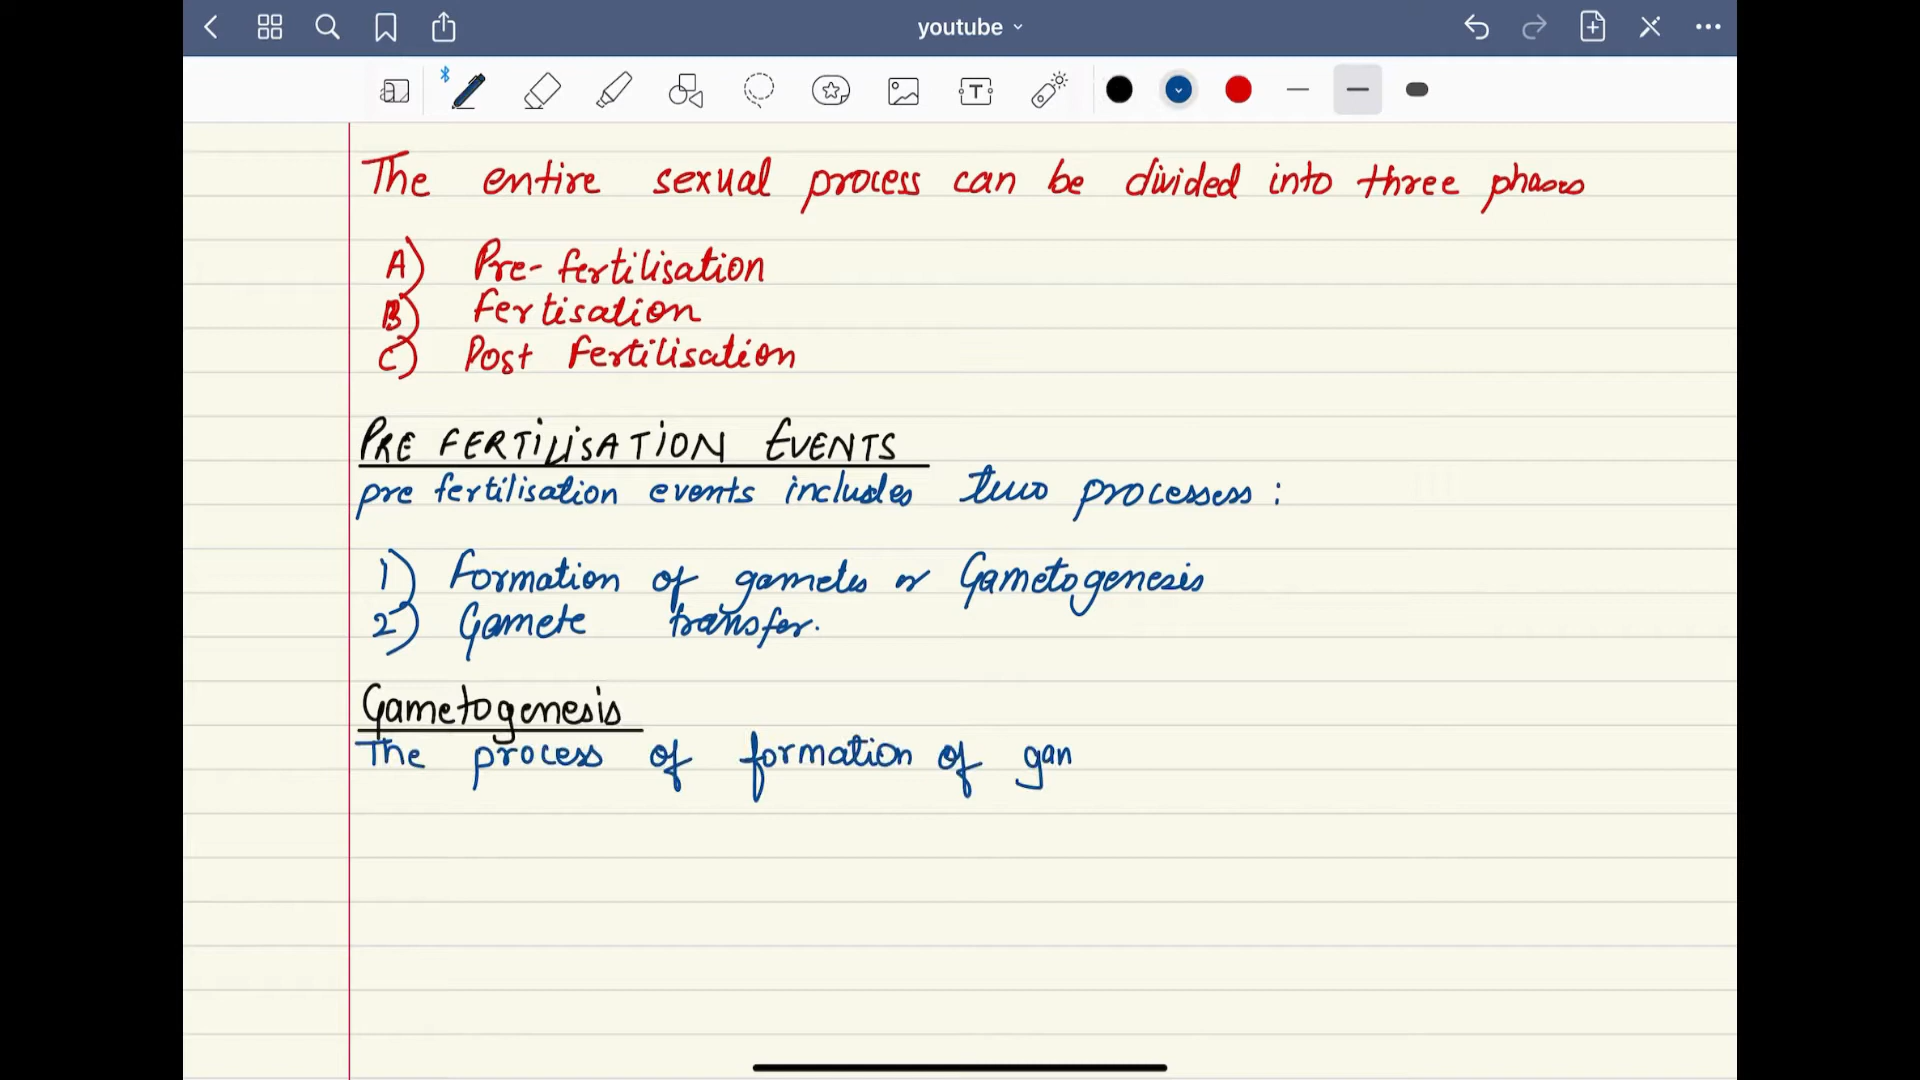 youtube
The entire sexual process can be divided into three phases
A) Pre-fertilisation
B) Fertisation
C) Post Fertilisation
PRE FERTILISATION EVENTS
pre fertilisation events includes two processess :
1) Formation of gametes or Gametogenesis
2) Gamete transfer.
Gametogenesis
The process of formation of gan